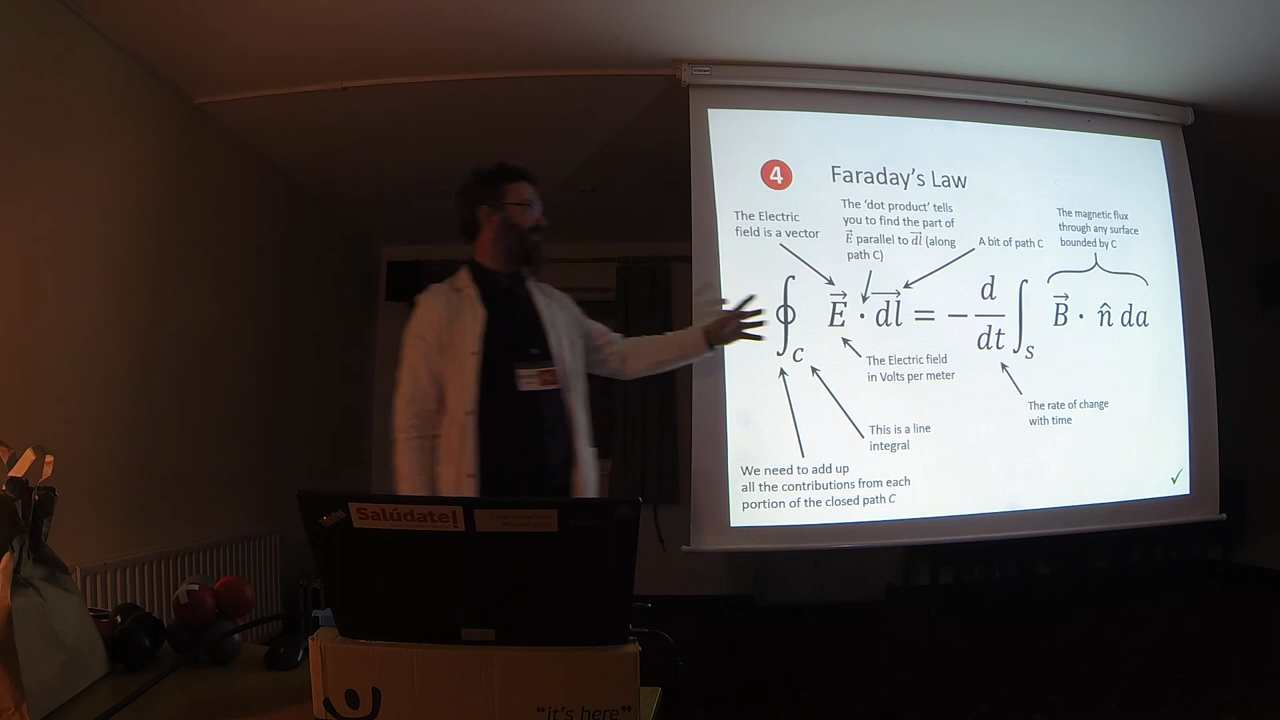 4
Faraday's Law
The Electric
field is a vector
The 'dot product' tells
you to find the part of
E⃗ parallel to d⃗l (along
path C)
A bit of path C
The magnetic flux
through any surface
bounded by C
∮C E⃗ · d⃗l = − d/dt ∫S B⃗ · n̂ da
The Electric field
in Volts per meter
The rate of change
with time
This is a line
integral
We need to add up
all the contributions from each
portion of the closed path C
✓
Salúdate!
"it's here"